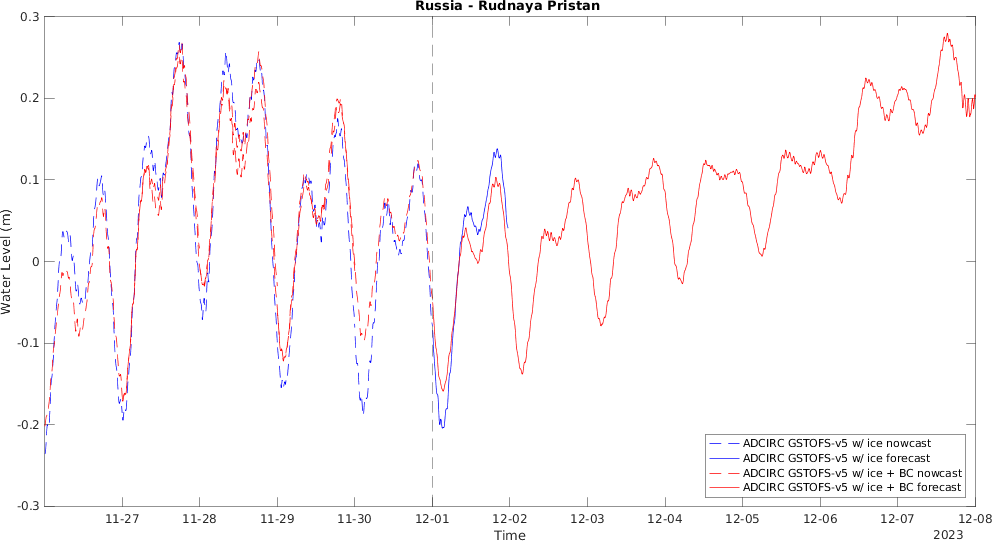 Russia - Rudnaya Pristan
0.3
0.2
0.1
0
-0.1
-0.2
-0.3
Water Level (m)
11-27
11-28
11-29
11-30
12-01
12-02
12-03
12-04
12-05
12-06
12-07
12-08
Time
2023
ADCIRC GSTOFS-v5 w/ ice nowcast
ADCIRC GSTOFS-v5 w/ ice forecast
ADCIRC GSTOFS-v5 w/ ice + BC nowcast
ADCIRC GSTOFS-v5 w/ ice + BC forecast